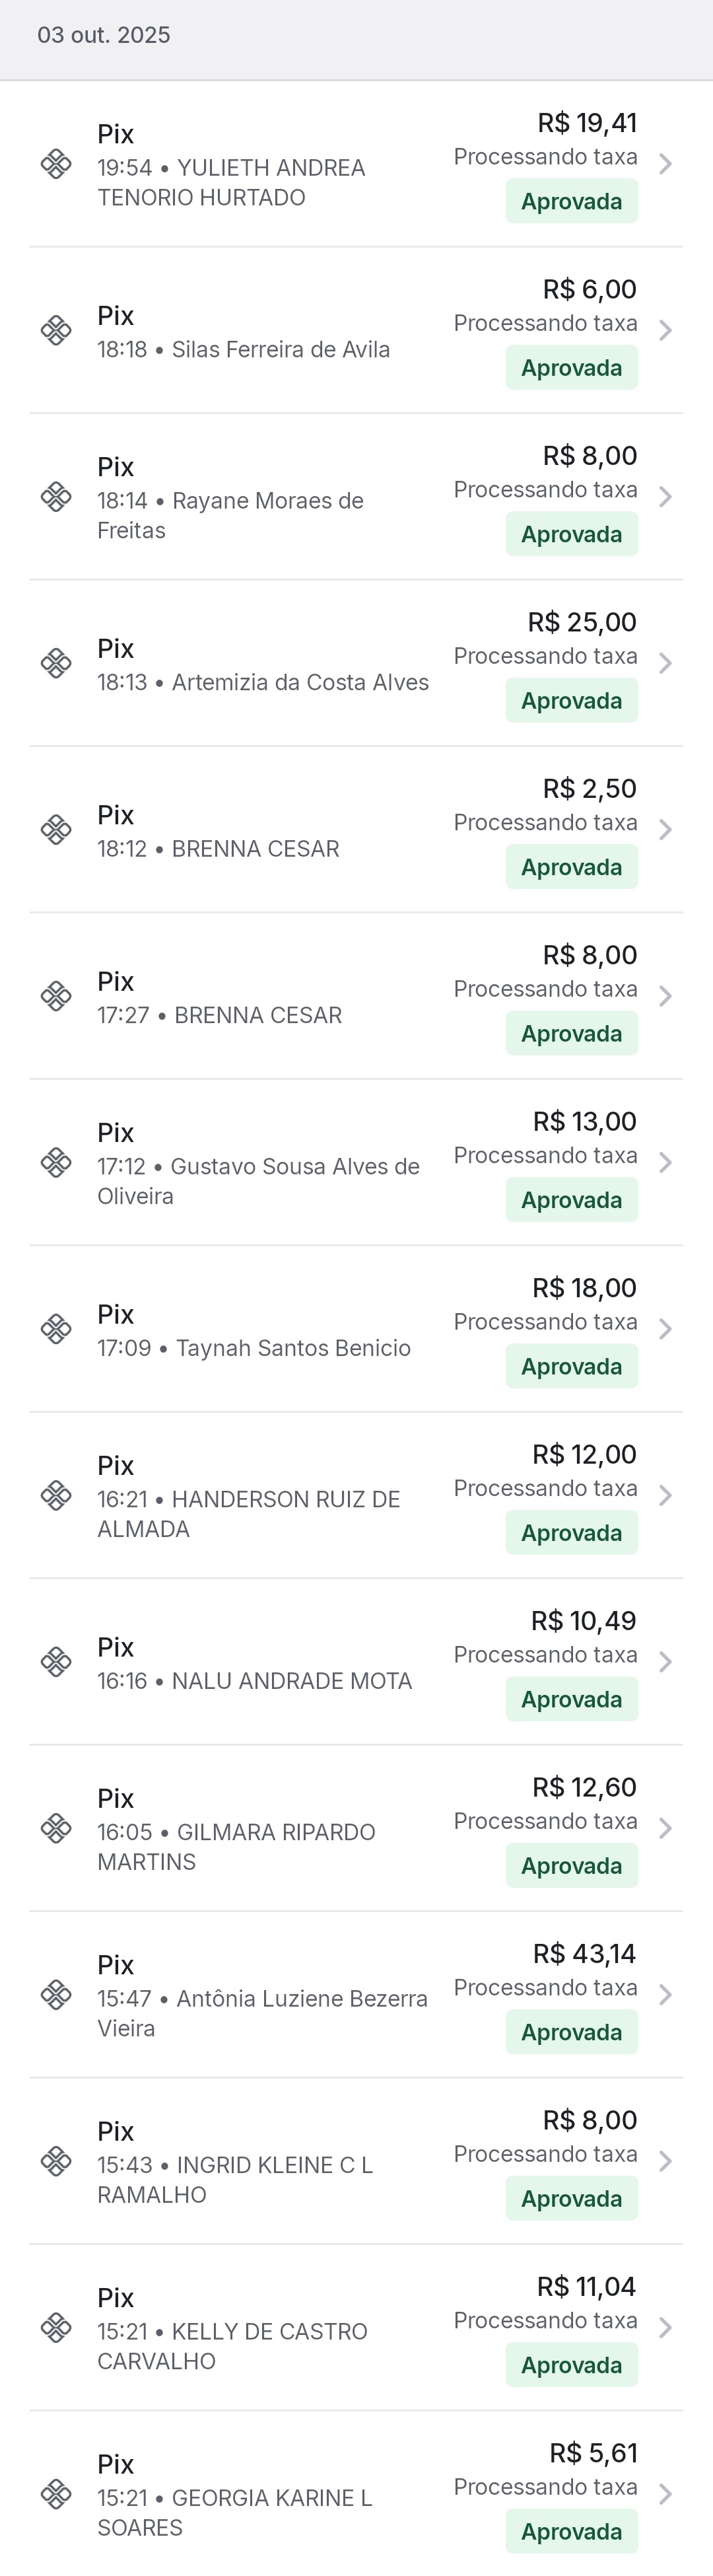 03 out. 2025
Pix
19:54 • YULIETH ANDREA
TENORIO HURTADO
R$ 19,41
Processando taxa
Aprovada
Pix
18:18 • Silas Ferreira de Avila
R$ 6,00
Processando taxa
Aprovada
Pix
18:14 • Rayane Moraes de
Freitas
R$ 8,00
Processando taxa
Aprovada
Pix
18:13 • Artemizia da Costa Alves
R$ 25,00
Processando taxa
Aprovada
Pix
18:12 • BRENNA CESAR
R$ 2,50
Processando taxa
Aprovada
Pix
17:27 • BRENNA CESAR
R$ 8,00
Processando taxa
Aprovada
Pix
17:12 • Gustavo Sousa Alves de
Oliveira
R$ 13,00
Processando taxa
Aprovada
Pix
17:09 • Taynah Santos Benicio
R$ 18,00
Processando taxa
Aprovada
Pix
16:21 • HANDERSON RUIZ DE
ALMADA
R$ 12,00
Processando taxa
Aprovada
Pix
16:16 • NALU ANDRADE MOTA
R$ 10,49
Processando taxa
Aprovada
Pix
16:05 • GILMARA RIPARDO
MARTINS
R$ 12,60
Processando taxa
Aprovada
Pix
15:47 • Antônia Luziene Bezerra
Vieira
R$ 43,14
Processando taxa
Aprovada
Pix
15:43 • INGRID KLEINE C L
RAMALHO
R$ 8,00
Processando taxa
Aprovada
Pix
15:21 • KELLY DE CASTRO
CARVALHO
R$ 11,04
Processando taxa
Aprovada
Pix
15:21 • GEORGIA KARINE L
SOARES
R$ 5,61
Processando taxa
Aprovada